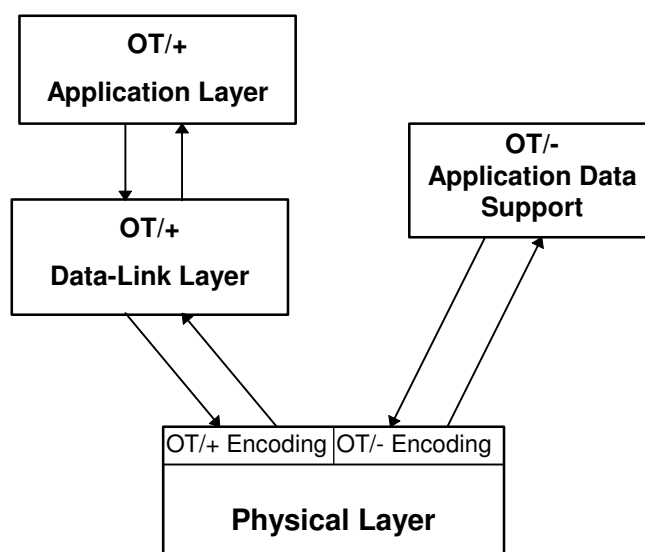 OT/+
Application Layer
OT/-
Application Data
Support
OT/+
Data-Link Layer
OT/+ Encoding
OT/- Encoding
Physical Layer